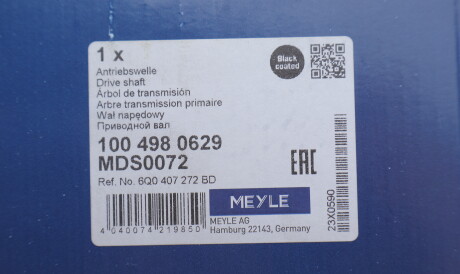 1 x
Black
coated
Antriebswelle
Drive shaft
Árbol de transmisión
Arbre transmission primaire
Wał napędowy
Приводной вал
100 498 0629
MDS0072
Ref. No. 6Q0 407 272 BD
EAC
MEYLE
MEYLE AG
Hamburg 22143, Germany
4 040074 219850
23X0590